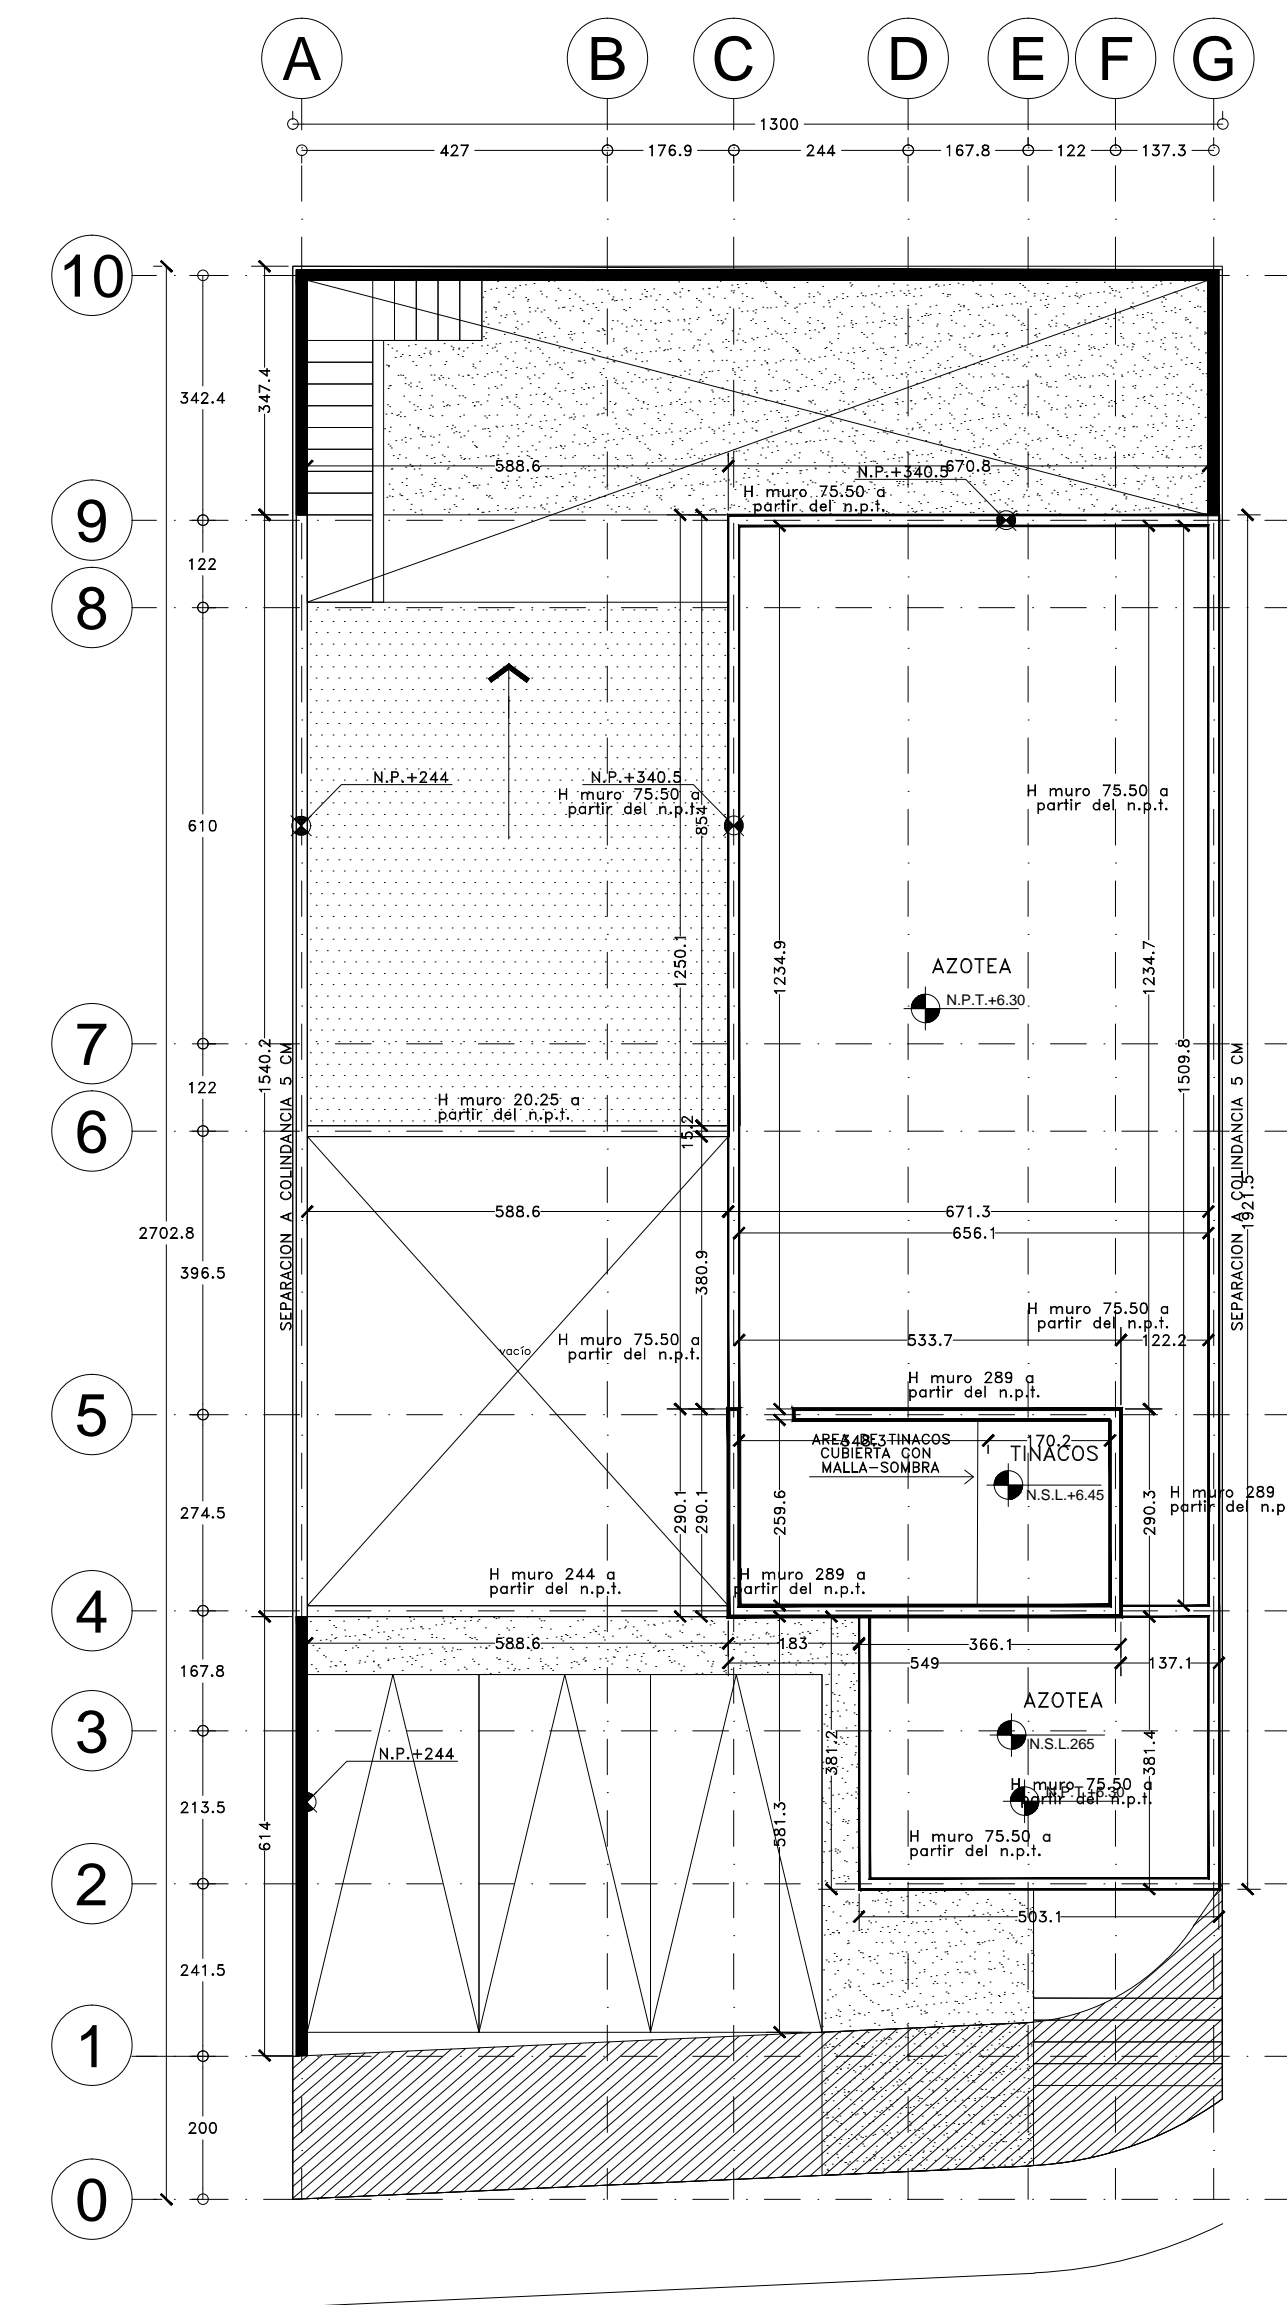 A B C D E F G
1300
427 176.9 244 167.8 122 137.3
10
342.4
347.4
588.6
670.8
N.P.+340.5
H muro 75.50 a
partir del n.p.t.
9
122
8
N.P.+244
N.P.+340.5
H muro 75.50 a
partir del n.p.t.
854
H muro 75.50 a
partir del n.p.t.
610
1250.1
1234.9
1234.7
AZOTEA
N.P.T.+6.30
7
1540.2
SEPARACION A COLINDANCIA 5 CM
1509.8
SEPARACION A COLINDANCIA 5 CM
1921.5
122
H muro 20.25 a
partir del n.p.t.
15.2
6
2702.8
396.5
588.6
671.3
656.1
380.9
H muro 75.50 a
partir del n.p.t.
533.7
122.2
H muro 75.50 a
partir del n.p.t.
vacío
H muro 289 a
partir del n.p.t.
5
AREA DE TINACOS
CUBIERTA CON
MALLA-SOMBRA
170.2
TINACOS
N.S.L.+6.45
274.5
290.1
290.1
259.6
290.3
H muro 289
partir del n.p
H muro 244 a
partir del n.p.t.
H muro 289 a
partir del n.p.t.
4
588.6
183
366.1
549
137.1
167.8
AZOTEA
3
N.S.L.265
N.P.+244
381.2
381.4
H muro 75.50 a
partir del n.p.t.
N.P.T.+6.30
213.5
614
581.3
H muro 75.50 a
partir del n.p.t.
2
503.1
241.5
1
200
0